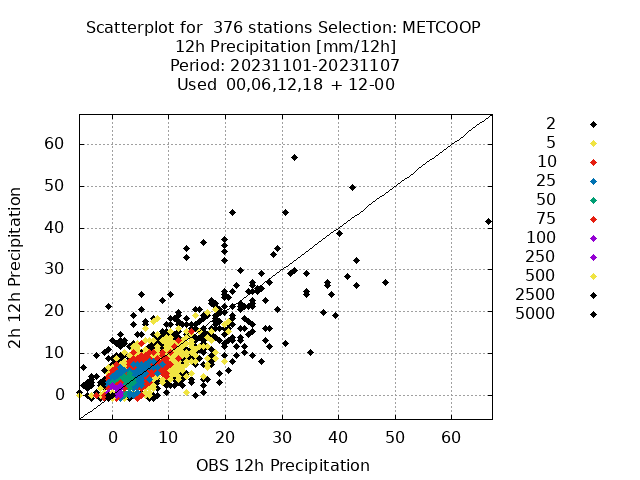 Scatterplot for 376 stations Selection: METCOOP
12h Precipitation [mm/12h]
Period: 20231101-20231107
Used 00,06,12,18 + 12-00
2h 12h Precipitation
60
50
40
30
20
10
0
0 10 20 30 40 50 60
OBS 12h Precipitation
2
5
10
25
50
75
100
250
500
2500
5000